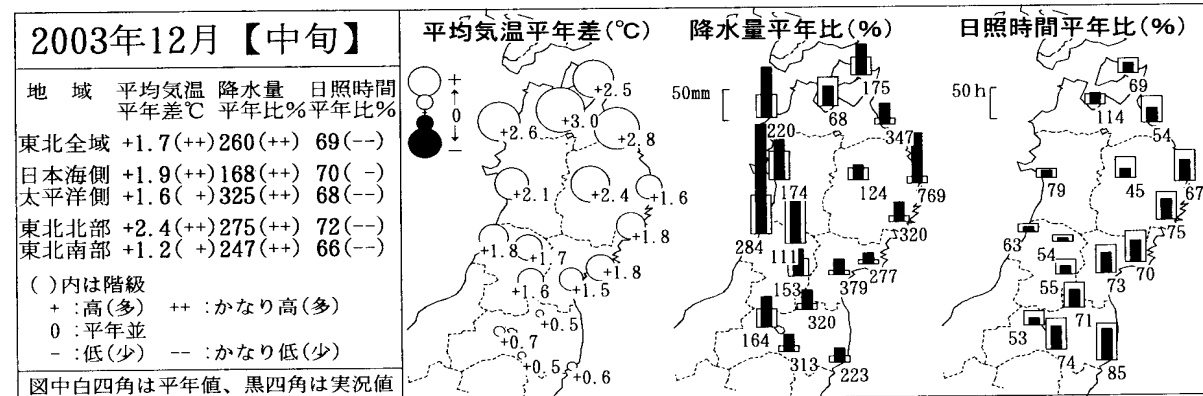 2003年12月【中旬】
地 域 平均気温 降水量 日照時間
平年差℃ 平年比% 平年比%
東北全域 +1.7(++) 260(++) 69(--)
日本海側 +1.9(++) 168(++) 70( -)
太平洋側 +1.6( +) 325(++) 68(--)
東北北部 +2.4(++) 275(++) 72(--)
東北南部 +1.2( +) 247(++) 66(--)
( )内は階級
+ :高(多) ++ :かなり高(多)
0 :平年並
- :低(少) -- :かなり低(少)
図中白四角は平年値、黒四角は実況値
平均気温平年差(℃)
+
0
-
+2.5
+2.6
+3.0
+2.8
+2.1
+2.4
+1.6
+1.8
+1.8
+1.7
+1.8
+1.6
+1.5
+0.5
+0.7
+0.5
+0.6
降水量平年比(%)
50mm
175
220
68
347
174
124
769
320
284
111
277
153
379
320
164
313
223
日照時間平年比(%)
50h
69
114
54
79
45
67
75
63
54
70
55
73
71
53
74
85